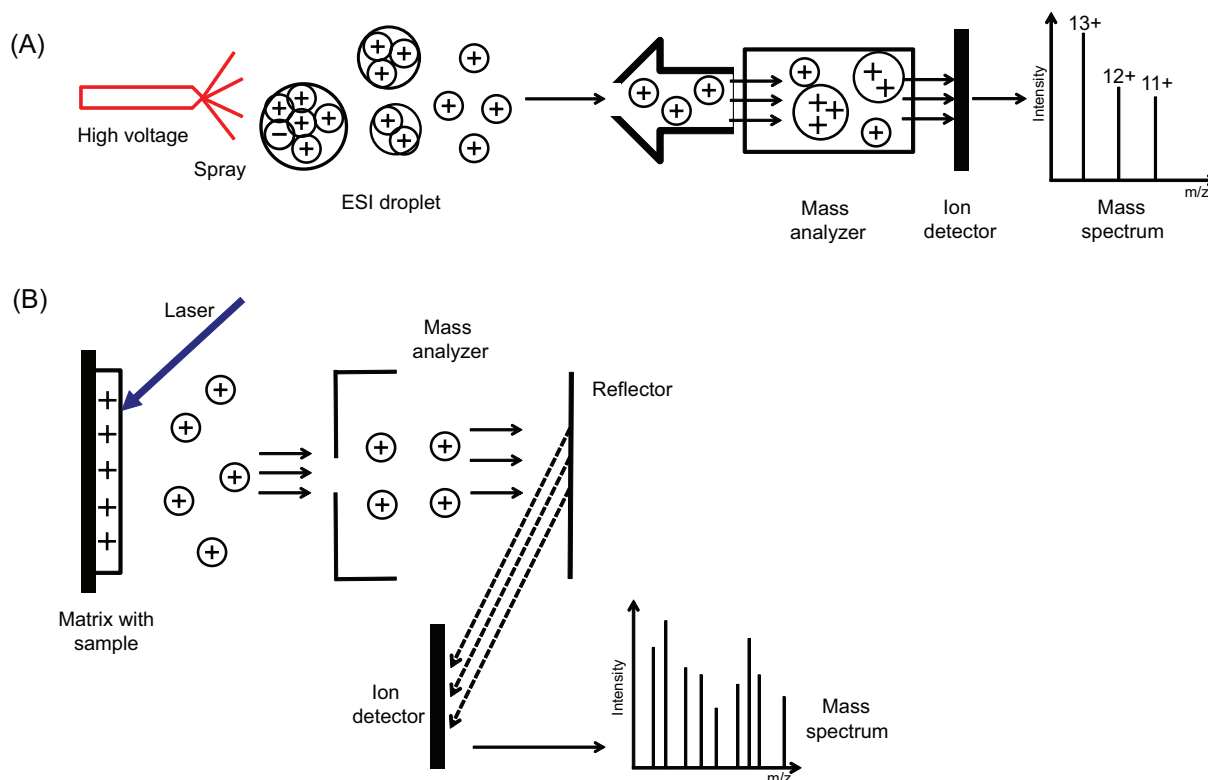 (A)
High voltage
Spray
ESI droplet
Mass
analyzer
Ion
detector
Intensity
13+
12+
11+
m/z
Mass
spectrum
(B)
Laser
Matrix with
sample
Mass
analyzer
Reflector
Ion
detector
Intensity
m/z
Mass
spectrum